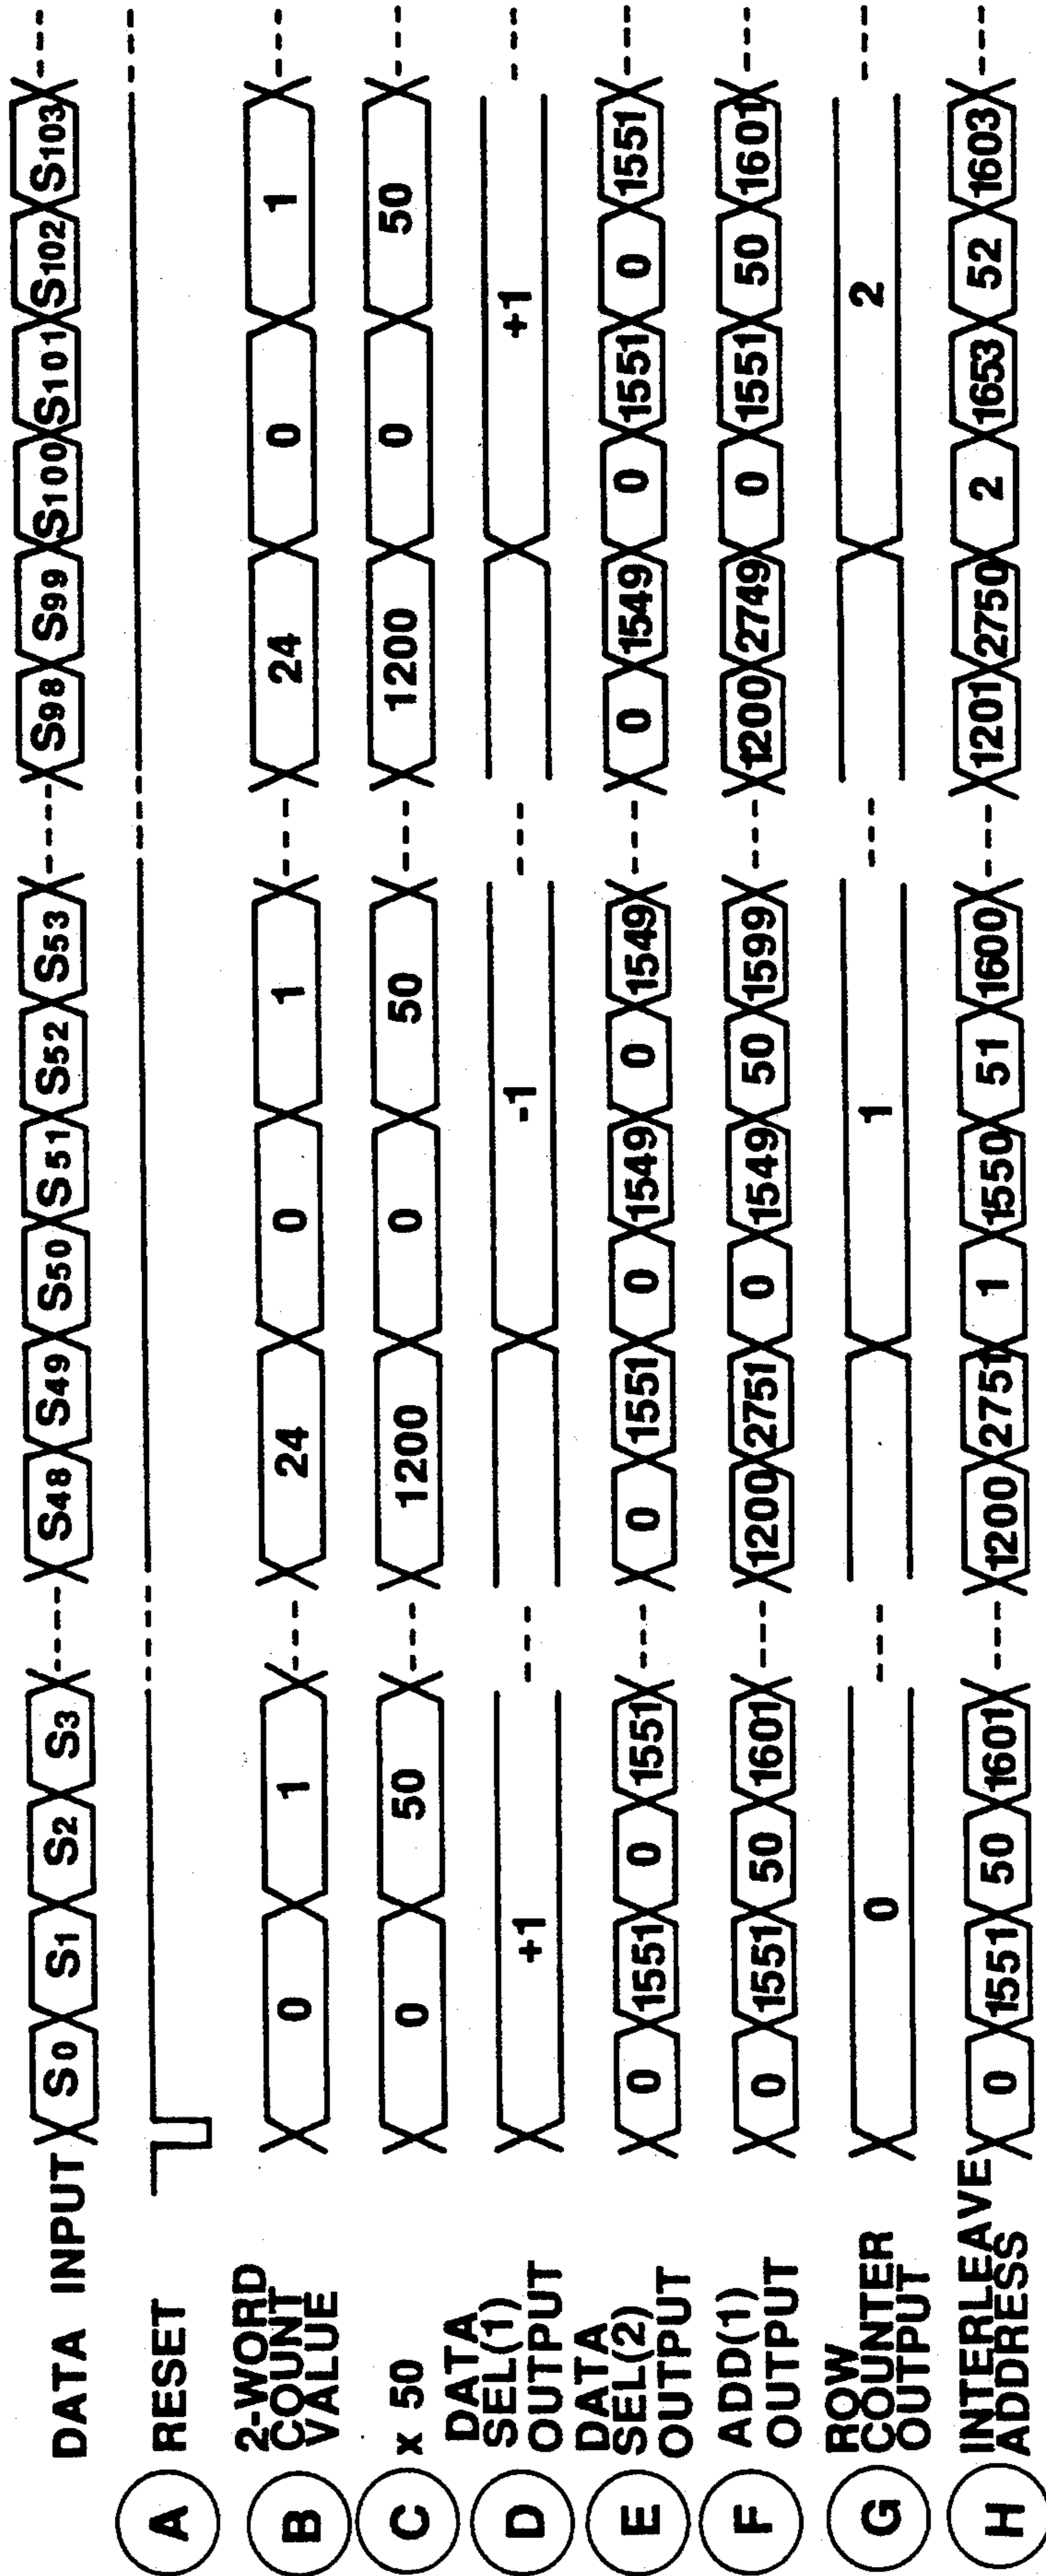 DATA INPUT S0 S1 S2 S3 ---- S48 S49 S50 S51 S52 S53 ---- S98 S99 S100 S101 S102 S103 ---
A RESET
B 2-WORD
COUNT
VALUE
0 1 --- 24 0 1 --- 24 0 1 ---
C x 50 0 50 --- 1200 0 50 --- 1200 0 50 ---
D DATA
SEL(1)
OUTPUT
+1 --- -1 --- +1 ---
E DATA
SEL(2)
OUTPUT
0 1551 0 1551 --- 0 1551 0 1549 0 1549 --- 0 1549 0 1551 0 1551 ---
F ADD(1)
OUTPUT
0 1551 50 1601 --- 1200 2751 0 1549 50 1599 --- 1200 2749 0 1551 50 1601 ---
G ROW
COUNTER
OUTPUT
0 --- 1 --- 2 ---
H INTERLEAVE
ADDRESS
0 1551 50 1601 --- 1200 2751 1 1550 51 1600 --- 1201 2750 2 1653 52 1603 ---